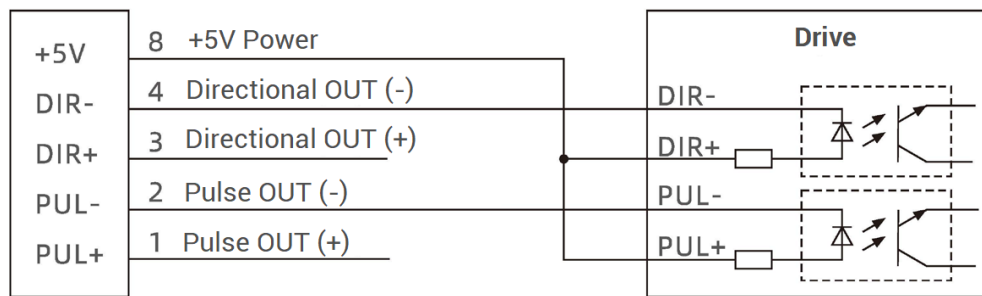 8 +5V Power
+5V
4 Directional OUT (-)
DIR-
3 Directional OUT (+)
DIR+
2 Pulse OUT (-)
PUL-
1 Pulse OUT (+)
PUL+
Drive
DIR-
DIR+
PUL-
PUL+